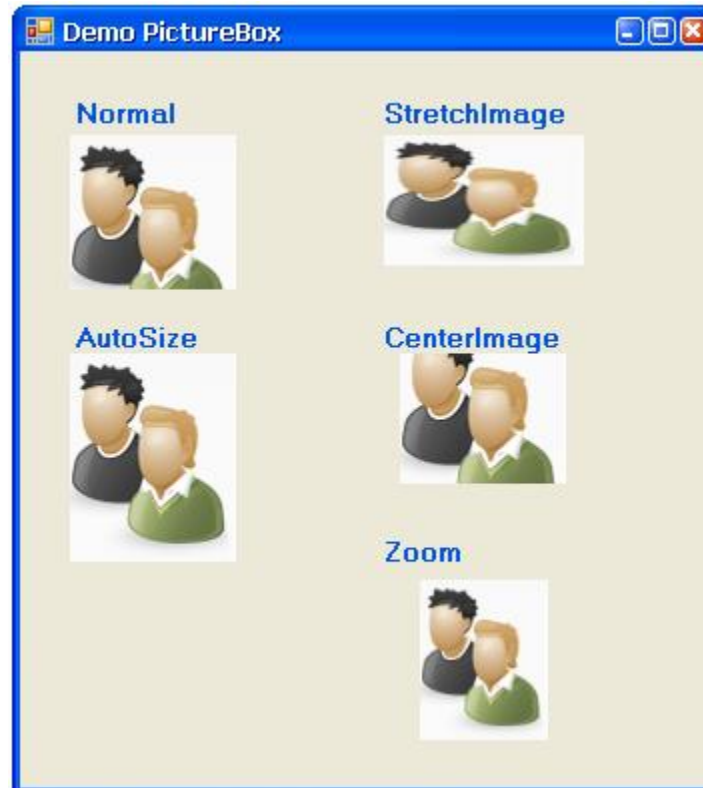 Demo PictureBox
Normal
StretchImage
AutoSize
CenterImage
Zoom